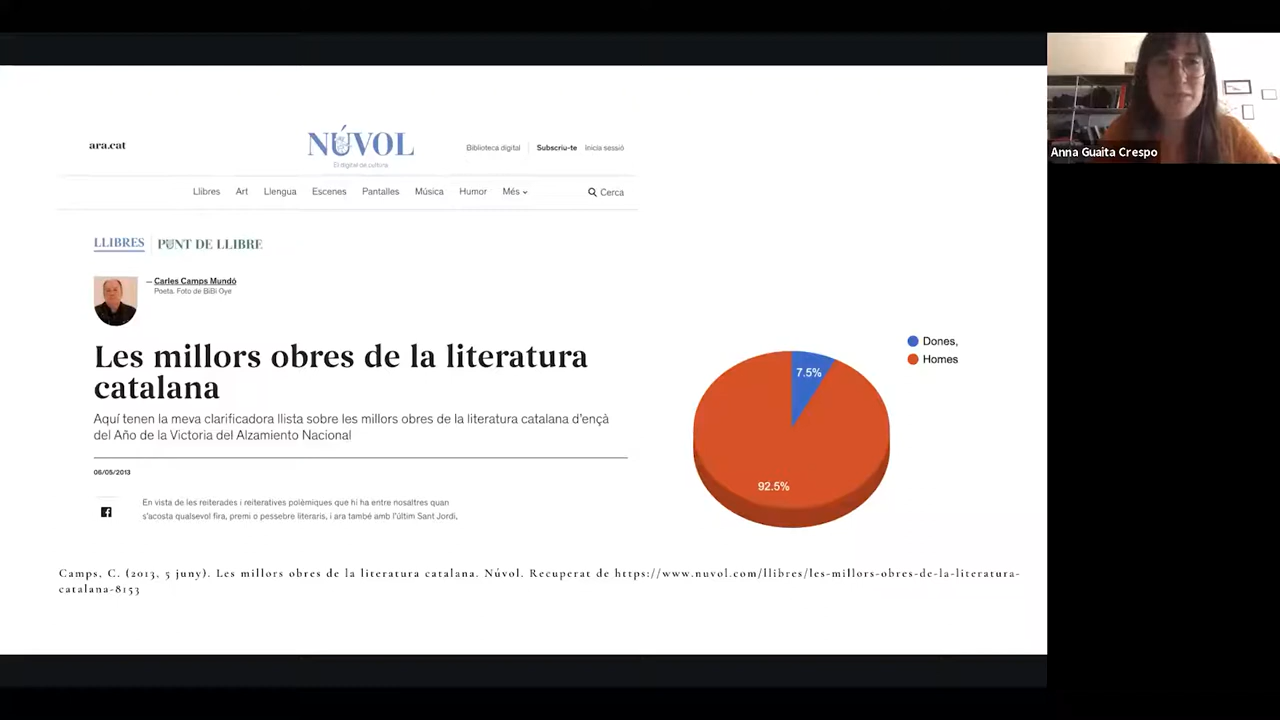 ara.cat
NÚVOL
El digital de cultura
Biblioteca digital
Subscriu-te
Inicia sessió
Llibres Art Llengua Escenes Pantalles Música Humor Més
Cerca
LLIBRES PUNT DE LLIBRE
— Carles Camps Mundó
Poeta. Foto de BiBi Oye
Les millors obres de la literatura
catalana
Aquí tenen la meva clarificadora llista sobre les millors obres de la literatura catalana d'ençà
del Año de la Victoria del Alzamiento Nacional
06/05/2013
En vista de les reiterades i reiteratives polèmiques que hi ha entre nosaltres quan
s'acosta qualsevol fira, premi o pessebre literaris, i ara també amb l'últim Sant Jordi,
Dones,
Homes
7.5%
92.5%
Camps, C. (2013, 5 juny). Les millors obres de la literatura catalana. Núvol. Recuperat de https://www.nuvol.com/llibres/les-millors-obres-de-la-literatura-
catalana-8153
Anna Guaita Crespo